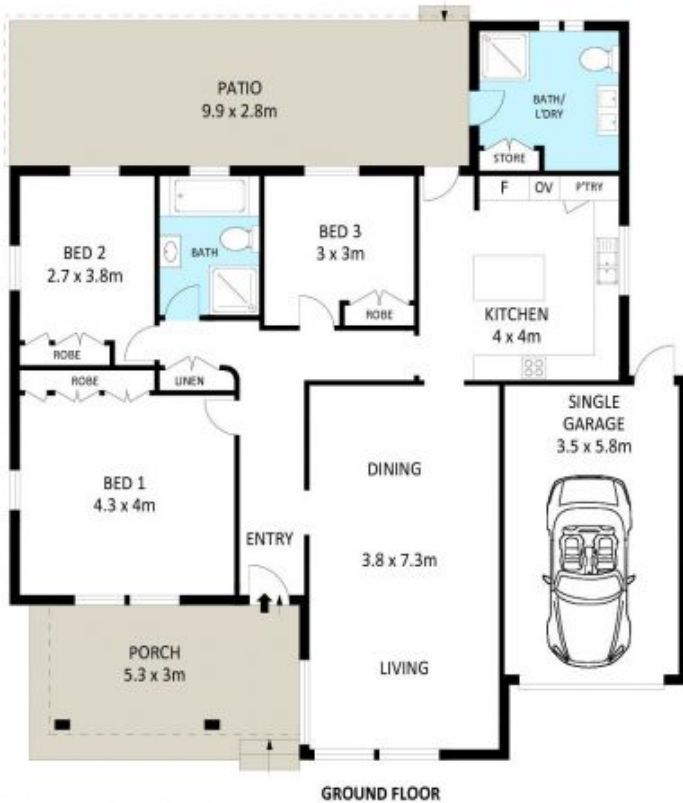 PATIO
9.9 x 2.8m
BATH/
L'DRY
STORE
F
OV
P'TRY
BED 2
2.7 x 3.8m
BATH
BED 3
3 x 3m
KITCHEN
4 x 4m
ROBE
ROBE
LINEN
ROBE
SINGLE
GARAGE
3.5 x 5.8m
BED 1
4.3 x 4m
DINING
ENTRY
3.8 x 7.3m
PORCH
5.3 x 3m
LIVING
GROUND FLOOR